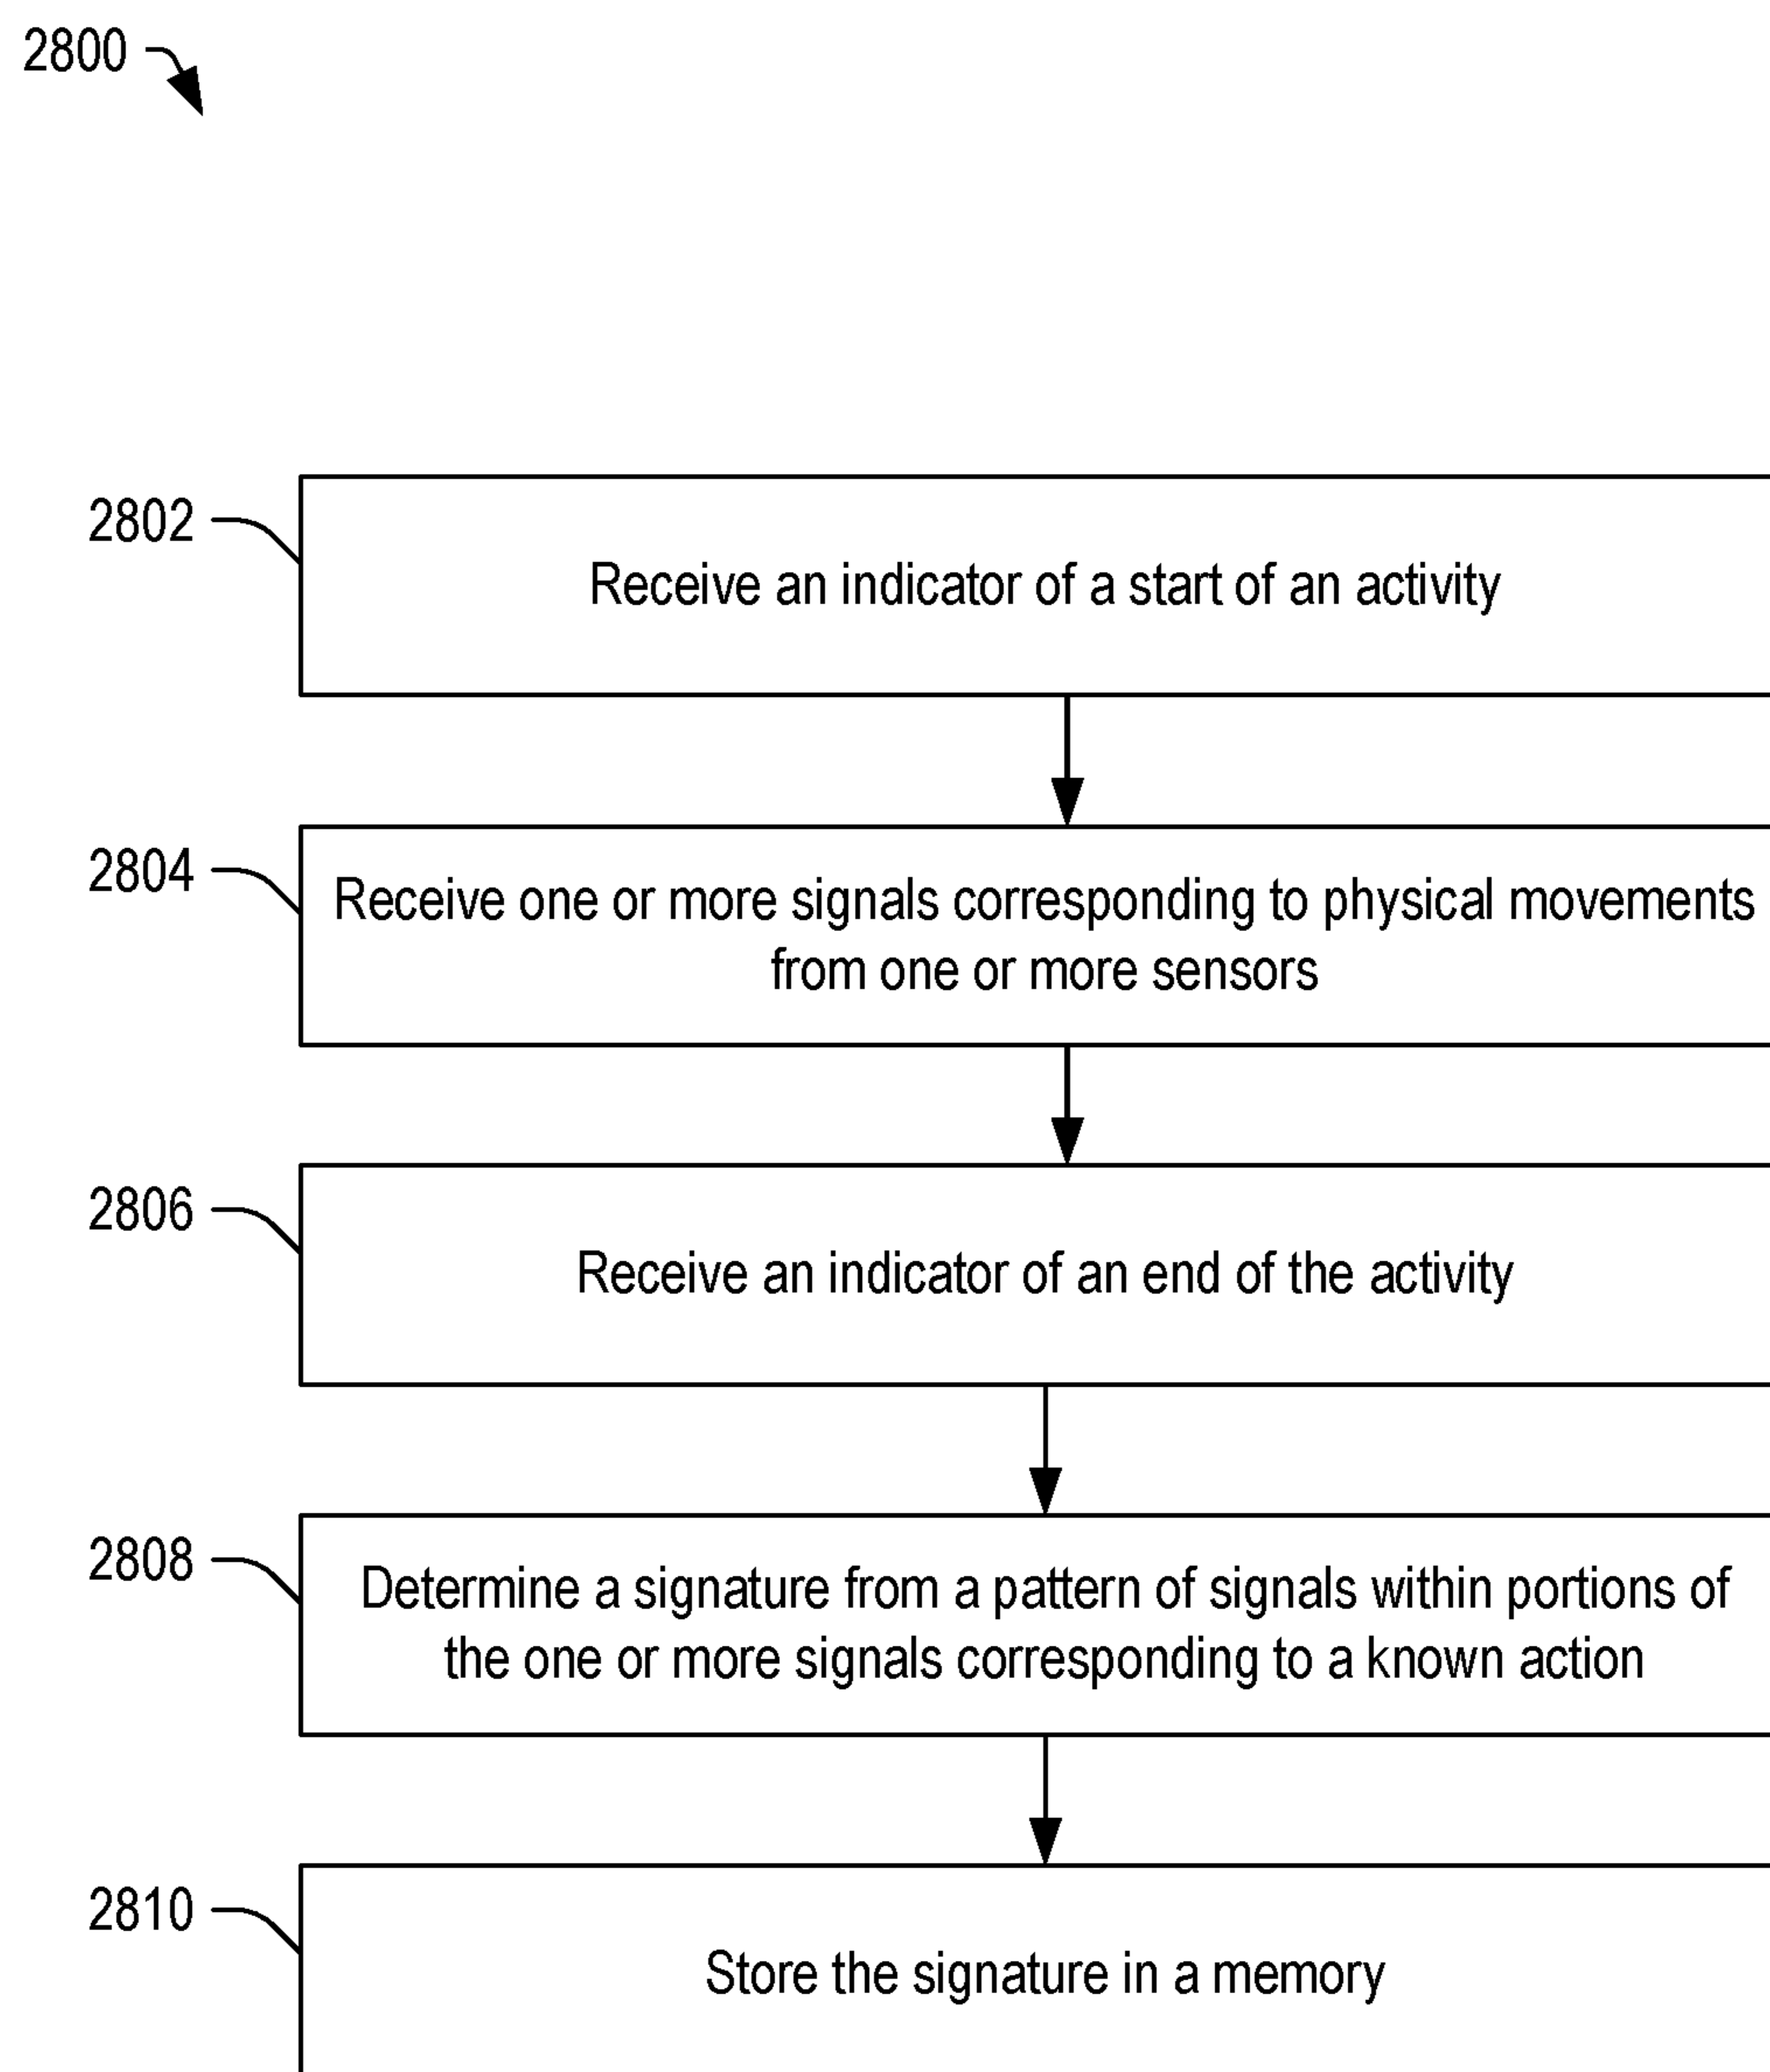 2800
2802
Receive an indicator of a start of an activity
2804
Receive one or more signals corresponding to physical movements
from one or more sensors
2806
Receive an indicator of an end of the activity
2808
Determine a signature from a pattern of signals within portions of
the one or more signals corresponding to a known action
2810
Store the signature in a memory